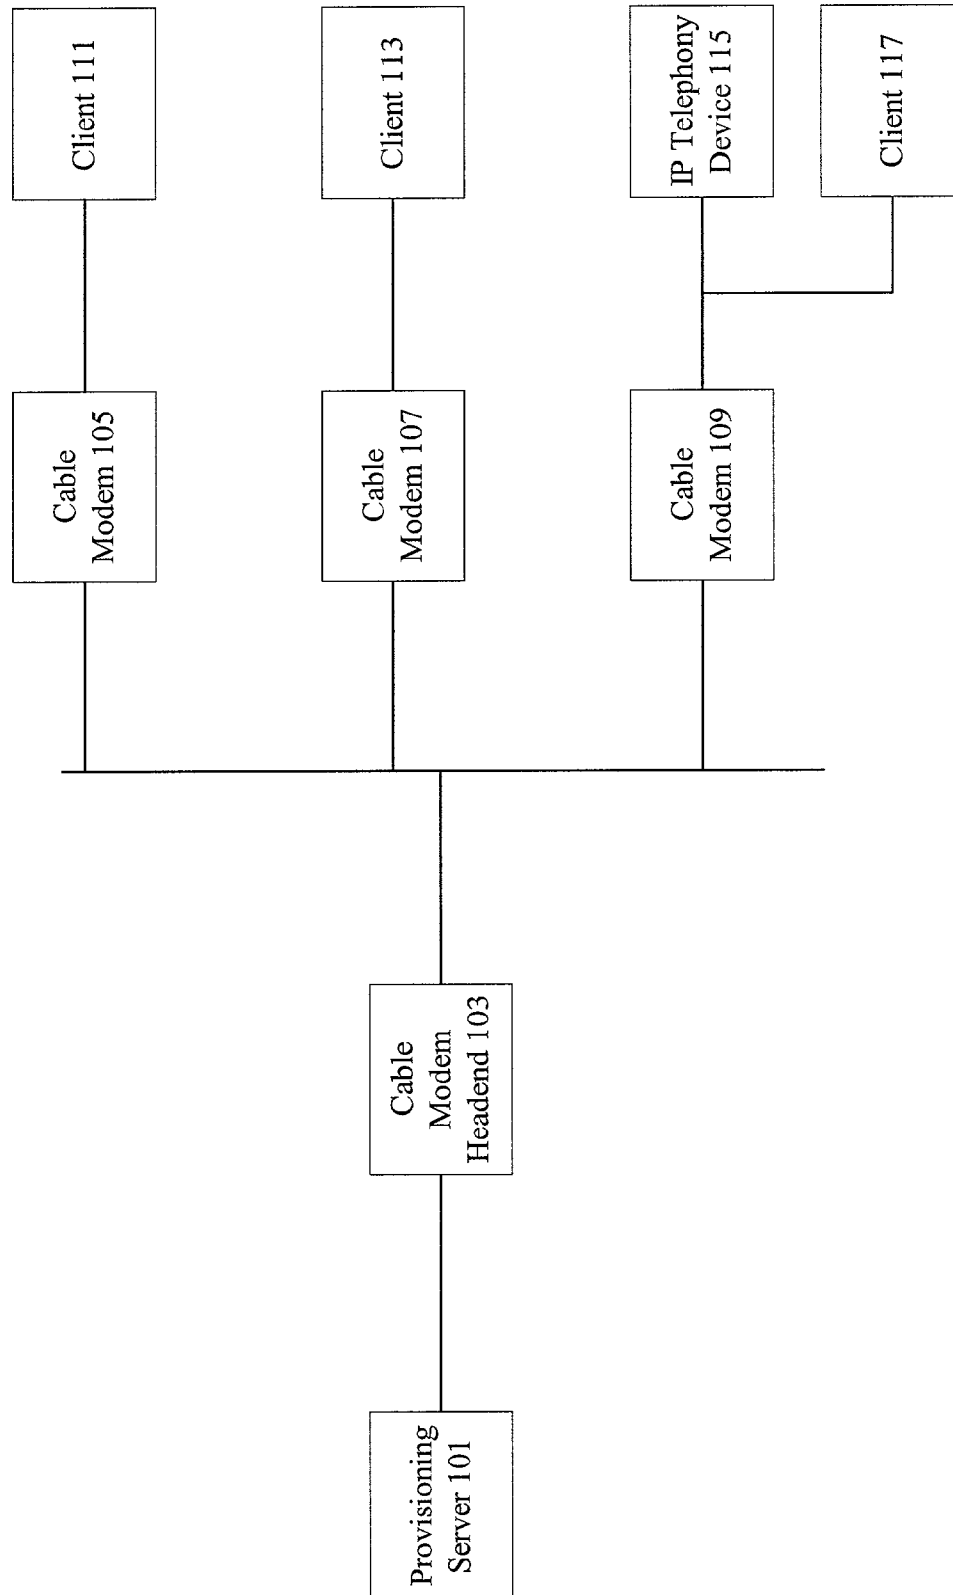 Provisioning
Server 101
Cable
Modem
Headend 103
Cable
Modem 105
Cable
Modem 107
Cable
Modem 109
Client 111
Client 113
IP Telephony
Device 115
Client 117